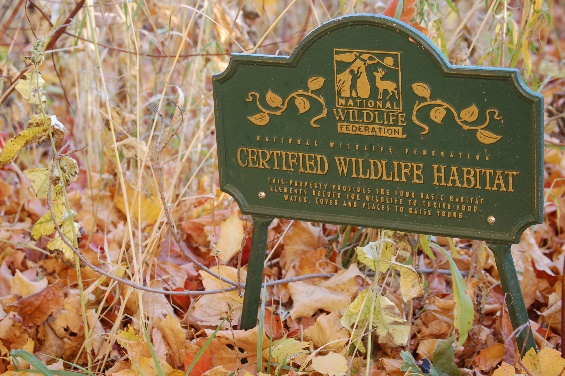 NATIONAL
WILDLIFE
FEDERATION
NATIONAL WILDLIFE FEDERATION
CERTIFIED WILDLIFE HABITAT
THIS PROPERTY PROVIDES THE FOUR BASIC HABITAT
ELEMENTS NEEDED FOR WILDLIFE TO THRIVE: FOOD,
WATER, COVER AND PLACES TO RAISE YOUNG